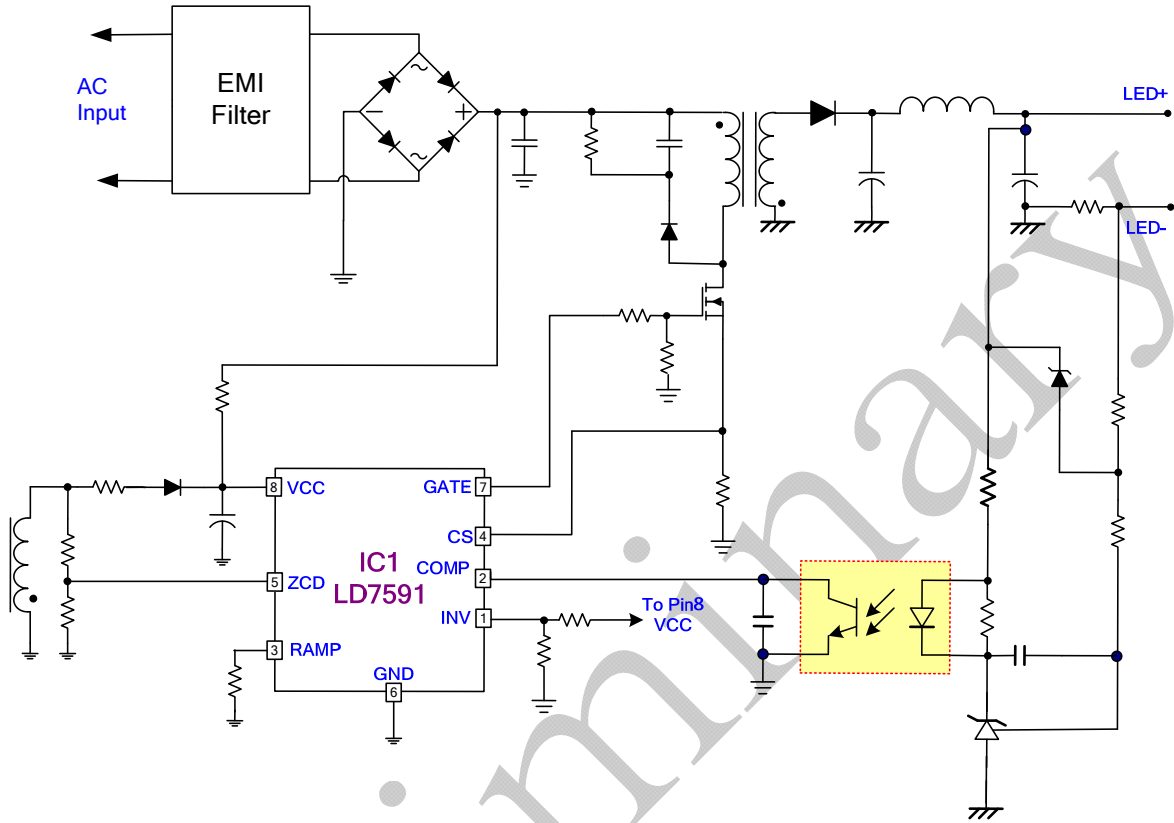 EMI
Filter
AC
Input
~
−
+
~
LED+
LED-
8 VCC
GATE 7
CS 4
IC1
LD7591
COMP 2
5 ZCD
INV 1
To Pin8
VCC
3 RAMP
GND
6
iminary